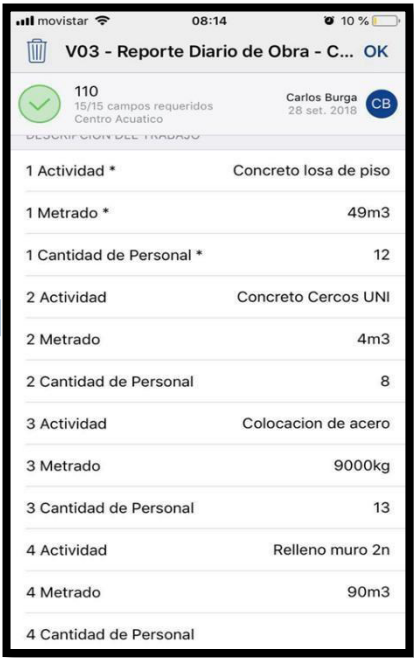 movistar 08:14 10 %
V03 - Reporte Diario de Obra - C... OK
110
15/15 campos requeridos
Centro Acuatico
Carlos Burga
28 set. 2018
CB
DESCRIPCION DEL TRABAJO
1 Actividad * Concreto losa de piso
1 Metrado * 49m3
1 Cantidad de Personal * 12
2 Actividad Concreto Cercos UNI
2 Metrado 4m3
2 Cantidad de Personal 8
3 Actividad Colocacion de acero
3 Metrado 9000kg
3 Cantidad de Personal 13
4 Actividad Relleno muro 2n
4 Metrado 90m3
4 Cantidad de Personal